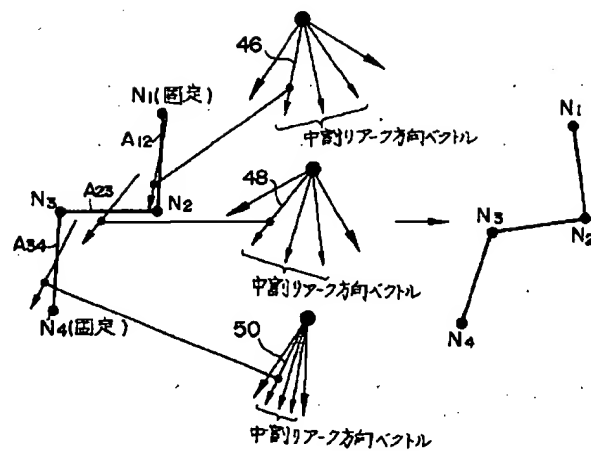 46
N1(固定)
A12
中割りアーク方向ベクトル
N1
48
N3
A23
N2
A34
N3
N2
中割りアーク方向ベクトル
N4(固定)
50
N4
中割りアーク方向ベクトル